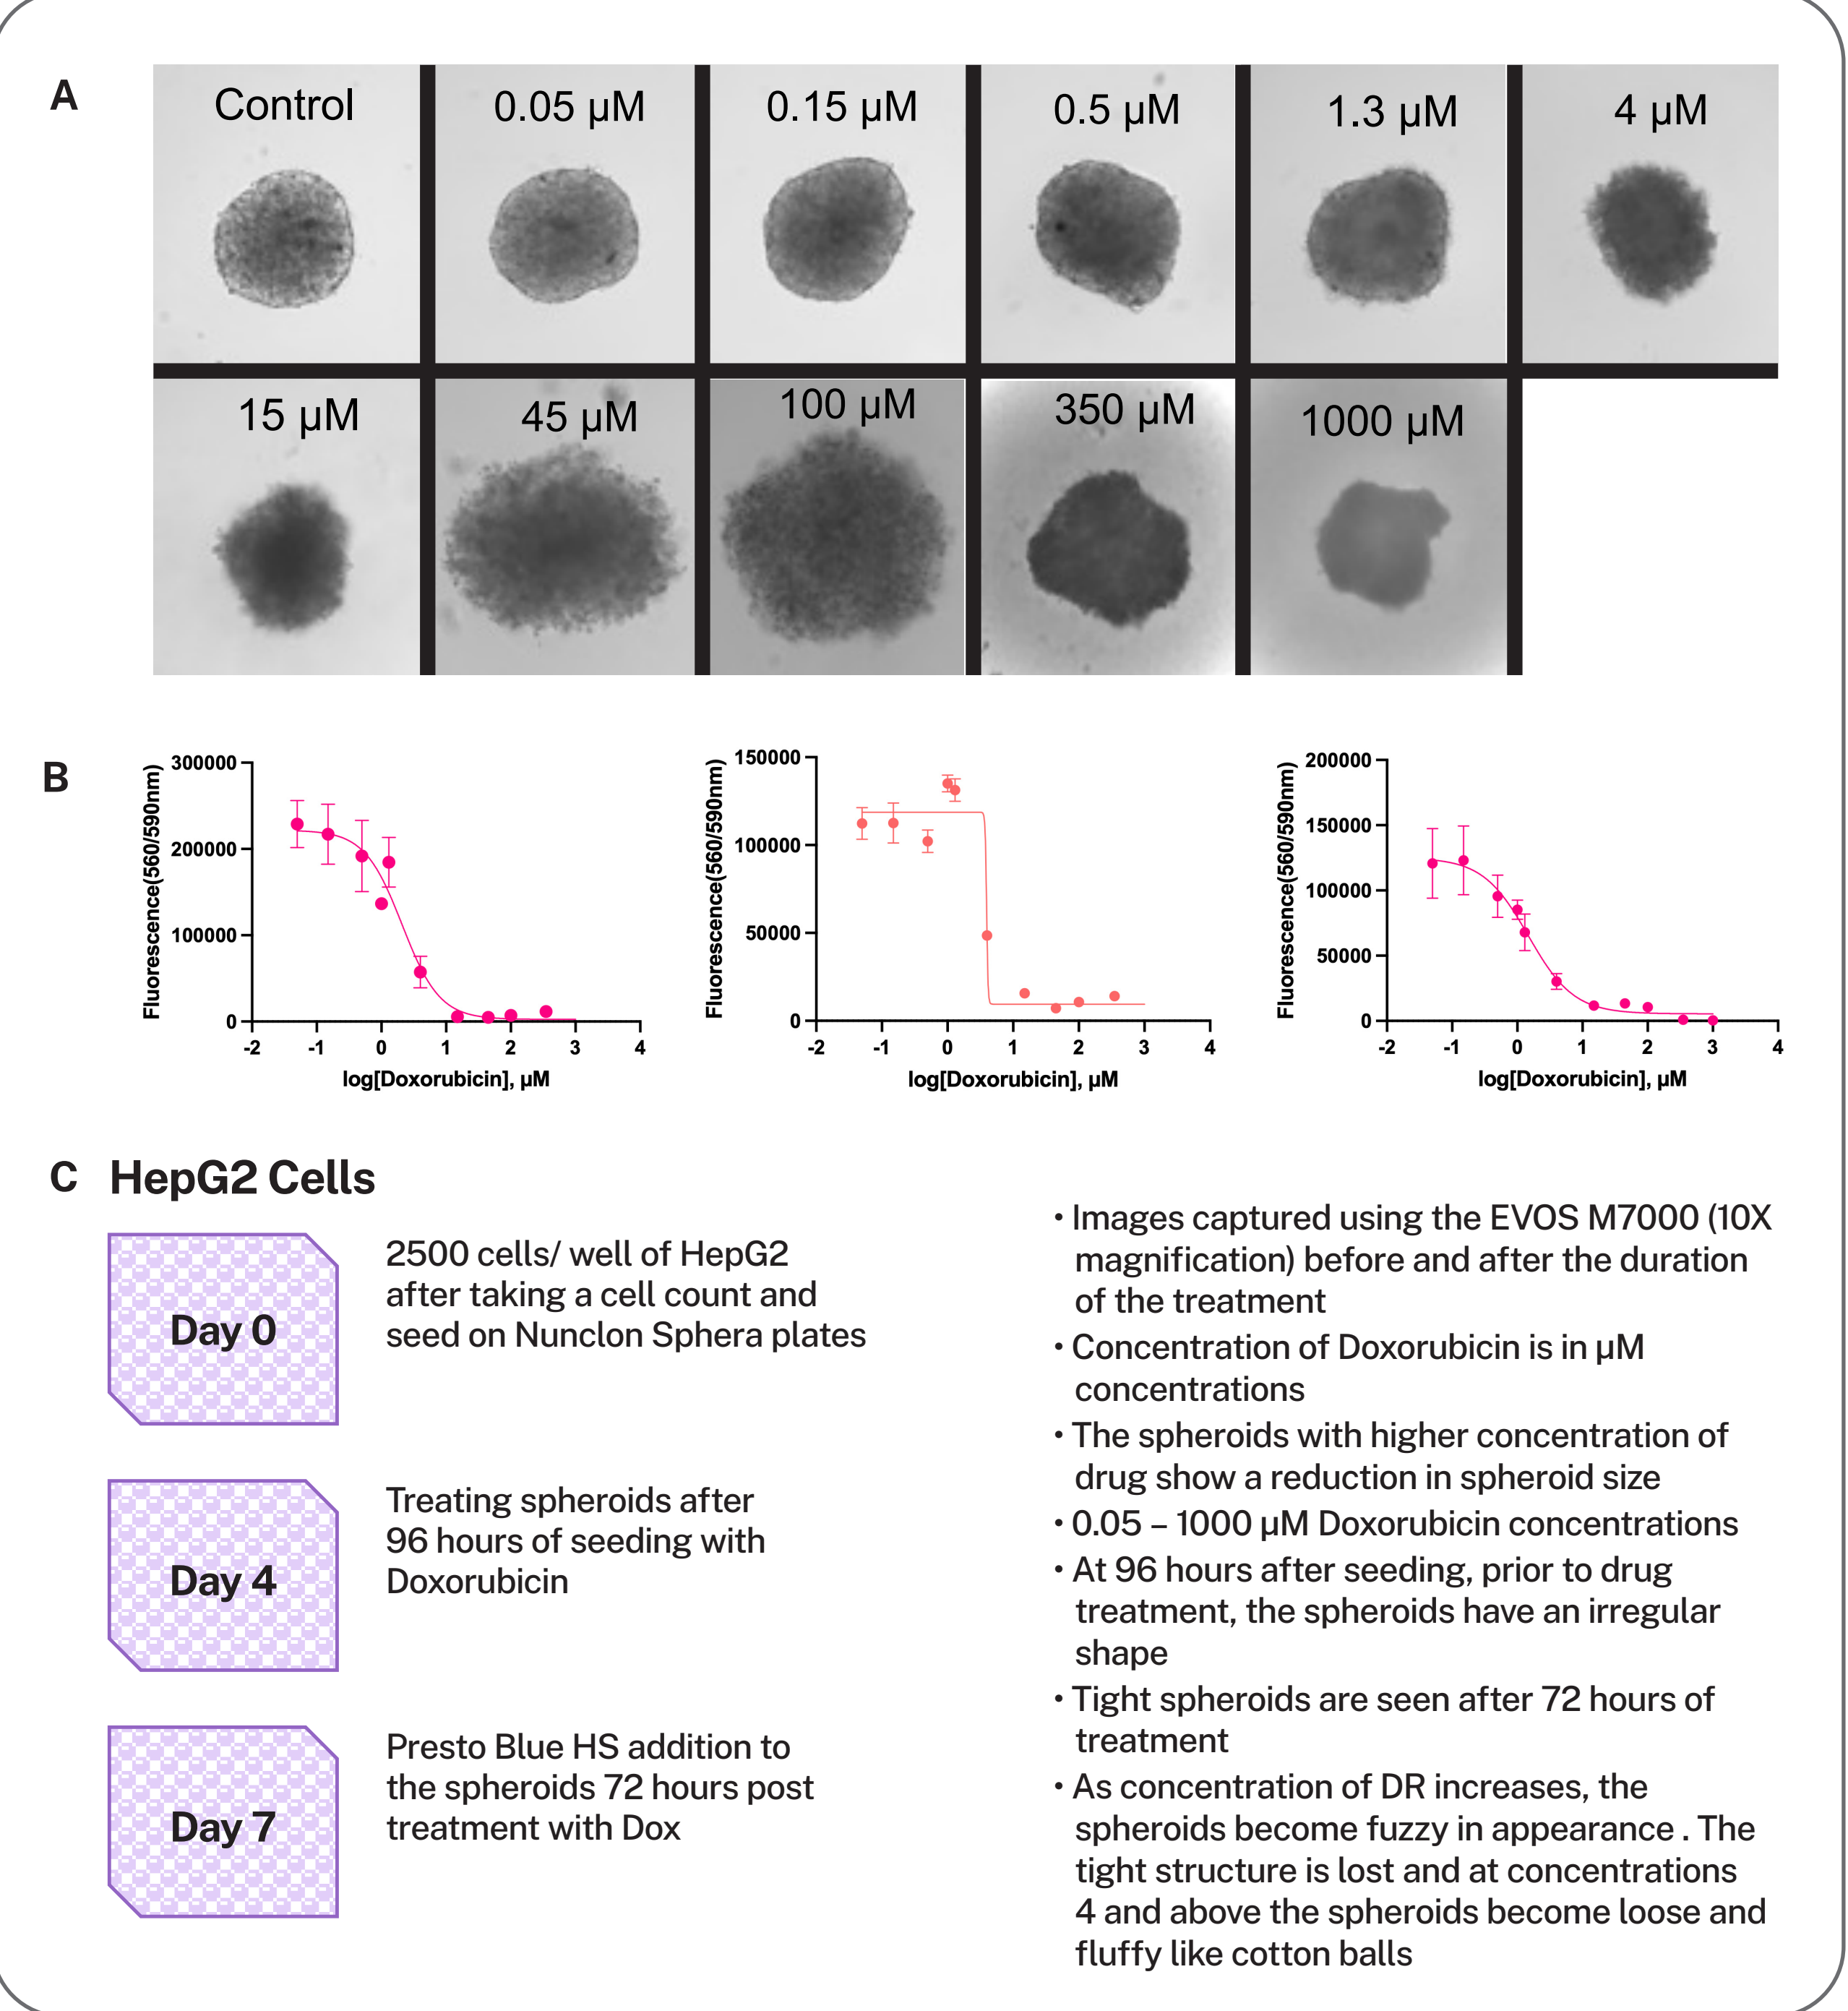 A
Control
0.05 µM
0.15 µM
0.5 µM
1.3 µM
4 µM
15 µM
45 µM
100 µM
350 µM
1000 µM
B
Fluorescence(560/590nm)
300000
200000
100000
0
-2 -1 0 1 2 3 4
log[Doxorubicin], µM
Fluorescence(560/590nm)
150000
100000
50000
0
-2 -1 0 1 2 3 4
log[Doxorubicin], µM
Fluorescence(560/590nm)
200000
150000
100000
50000
0
-2 -1 0 1 2 3 4
log[Doxorubicin], µM
C HepG2 Cells
Day 0
2500 cells/ well of HepG2
after taking a cell count and
seed on Nunclon Sphera plates
Day 4
Treating spheroids after
96 hours of seeding with
Doxorubicin
Day 7
Presto Blue HS addition to
the spheroids 72 hours post
treatment with Dox
• Images captured using the EVOS M7000 (10X
magnification) before and after the duration
of the treatment
• Concentration of Doxorubicin is in µM
concentrations
• The spheroids with higher concentration of
drug show a reduction in spheroid size
• 0.05 – 1000 µM Doxorubicin concentrations
• At 96 hours after seeding, prior to drug
treatment, the spheroids have an irregular
shape
• Tight spheroids are seen after 72 hours of
treatment
• As concentration of DR increases, the
spheroids become fuzzy in appearance . The
tight structure is lost and at concentrations
4 and above the spheroids become loose and
fluffy like cotton balls